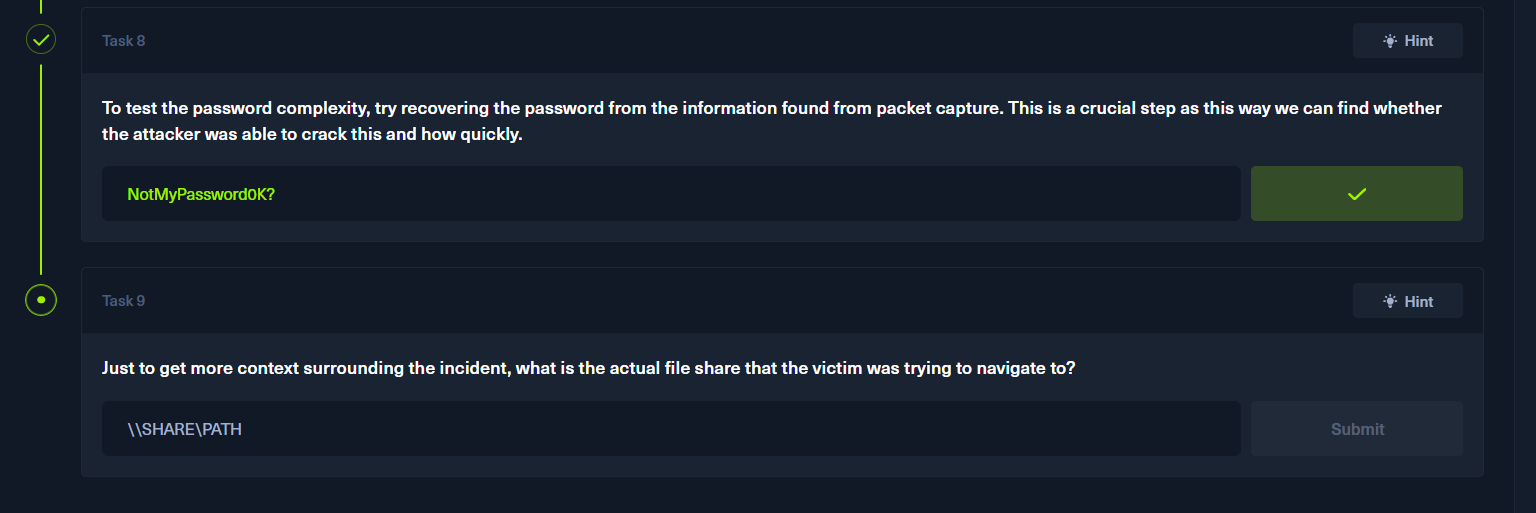 Task 8
Hint
To test the password complexity, try recovering the password from the information found from packet capture. This is a crucial step as this way we can find whether
the attacker was able to crack this and how quickly.
NotMyPassword0K?
Task 9
Hint
Just to get more context surrounding the incident, what is the actual file share that the victim was trying to navigate to?
\\SHARE\PATH
Submit